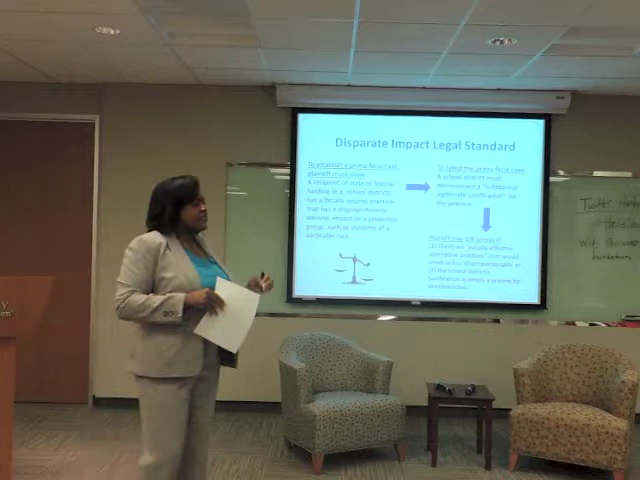 Disparate Impact Legal Standard
To establish a prima facie case,
plaintiff must show:
A recipient of state or federal
funding (e.g. school district)
has a facially neutral practice
that has a disproportionate
adverse impact on a protected
group, such as students of a
particular race.
To rebut the prima facie case:
A school district must
demonstrate a "substantial
legitimate justification" for
the practice.
Plaintiff may still prevail if:
(1) There are "equally effective
alternative practices" that would
result in less disproportionality or
(2) The school district's
justification is simply a pretext for
discrimination.
Twitter
Wifi
foundation
Y